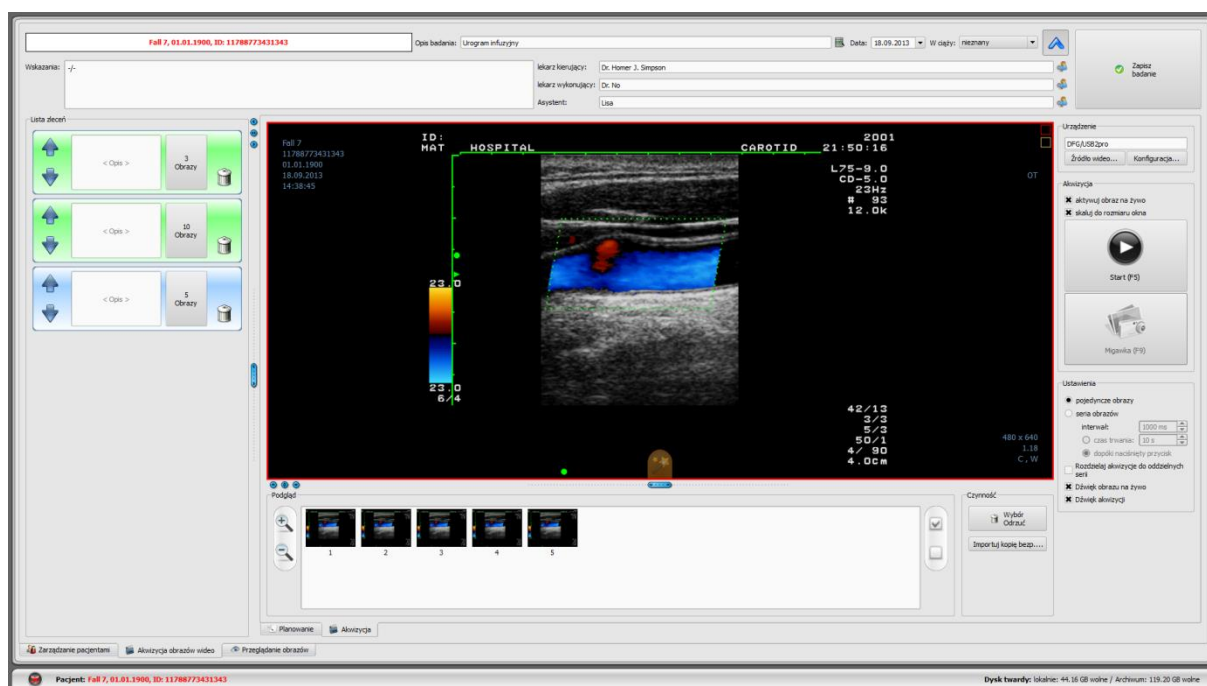 Fall 7, 01.01.1900, ID: 11788773431343
Opis badania: Urogram infuzyjny
Data: 18.09.2013
W ciąży: nieznany
Zapisz
badanie
Wskazania: -/-
lekarz kierujący: Dr. Homer J. Simpson
lekarz wykonujący: Dr. No
Asystent: Lisa
Lista zleceń
< Opis >
3
Obrazy
< Opis >
10
Obrazy
< Opis >
5
Obrazy
Fall 7
11788773431343
01.01.1900
18.09.2013
14:38:45
ID:
MAT HOSPITAL CAROTID
2001
21:50:16
L75-9.0
CD-5.0
23Hz
# 93
12.0k
OT
23.0
23.0
6/4
42/13
3/3
5/3
50/1
4/ 90
4.0cm
480 x 640
1.18
C , W
Urządzenie
DFG/USB2pro
Źródło wideo...
Konfiguracja...
Akwizycja
aktywuj obraz na żywo
skaluj do rozmiaru okna
Start (F5)
Migawka (F9)
Ustawienia
pojedyncze obrazy
seria obrazów
interwał: 1000 ms
czas trwania: 10 s
dopóki naciśnięty przycisk
Rozdzielaj akwizycje do oddzielnych
serii
Dźwięk obrazu na żywo
Dźwięk akwizycji
Podgląd
1 2 3 4 5
Czynność
Wybór
Odrzuć
Importuj kopię bezp....
Planowanie
Akwizycja
Zarządzanie pacjentami
Akwizycja obrazów wideo
Przeglądanie obrazów
Pacjent: Fall 7, 01.01.1900, ID: 11788773431343
Dysk twardy: lokalnie: 44.16 GB wolne / Archiwum: 119.20 GB wolne